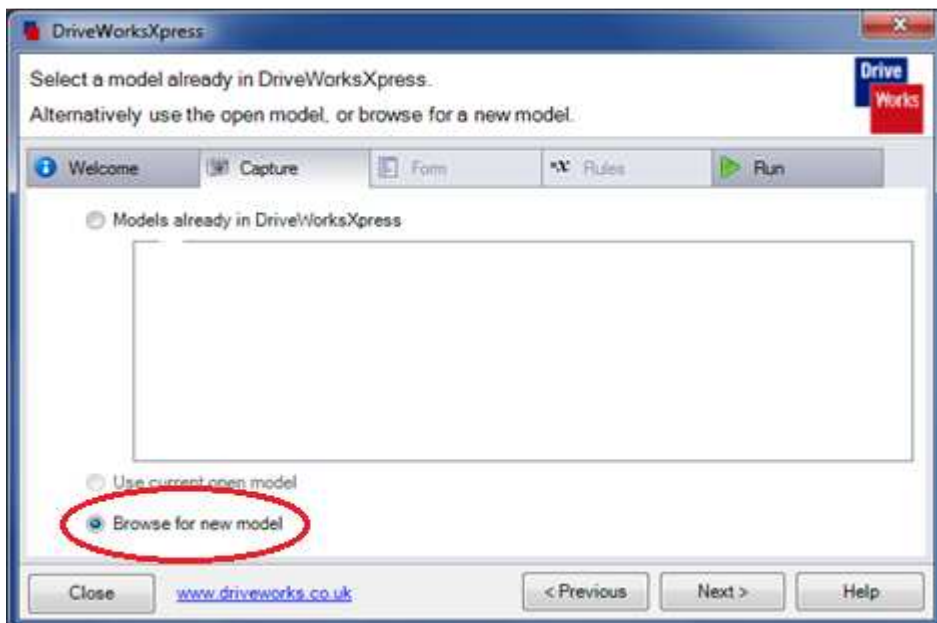 DriveWorksXpress
Select a model already in DriveWorksXpress.
Alternatively use the open model, or browse for a new model.
Drive
Works
Welcome Capture Form Rules Run
Models already in DriveWorksXpress
Use current open model
Browse for new model
Close www.driveworks.co.uk < Previous Next > Help